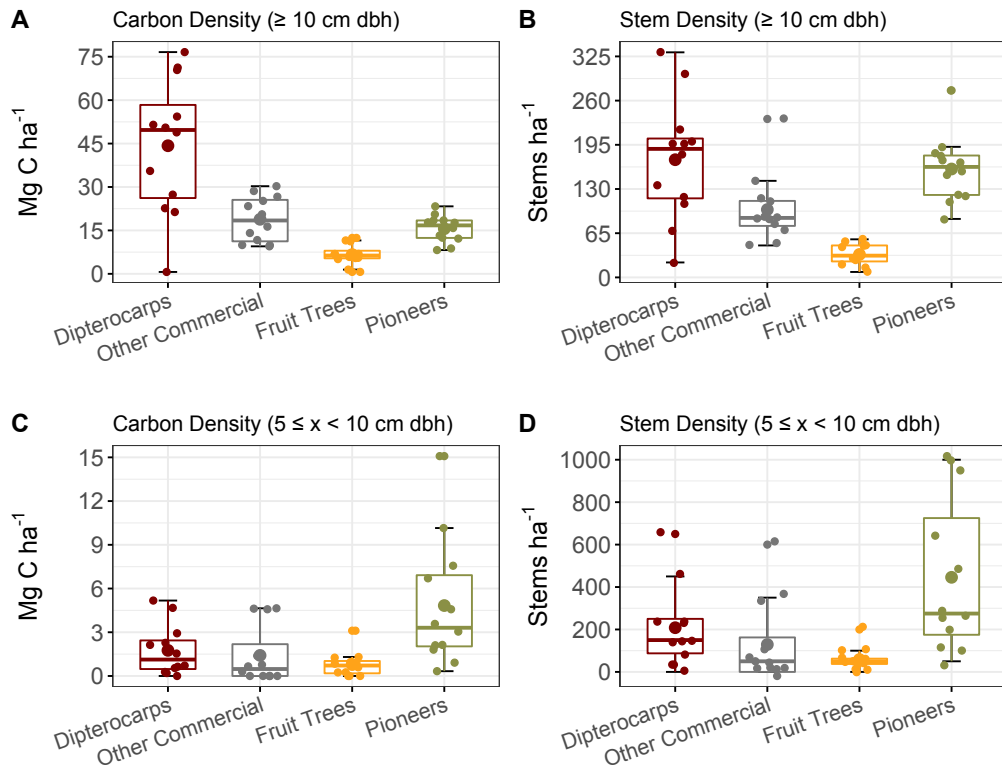 A Carbon Density (≥ 10 cm dbh)
Mg C ha⁻¹
75
60
45
30
15
0
Dipterocarps
Other Commercial
Fruit Trees
Pioneers
B Stem Density (≥ 10 cm dbh)
Stems ha⁻¹
325
260
195
130
65
0
Dipterocarps
Other Commercial
Fruit Trees
Pioneers
C Carbon Density (5 ≤ x < 10 cm dbh)
Mg C ha⁻¹
15
12
9
6
3
0
Dipterocarps
Other Commercial
Fruit Trees
Pioneers
D Stem Density (5 ≤ x < 10 cm dbh)
Stems ha⁻¹
1000
800
600
400
200
0
Dipterocarps
Other Commercial
Fruit Trees
Pioneers